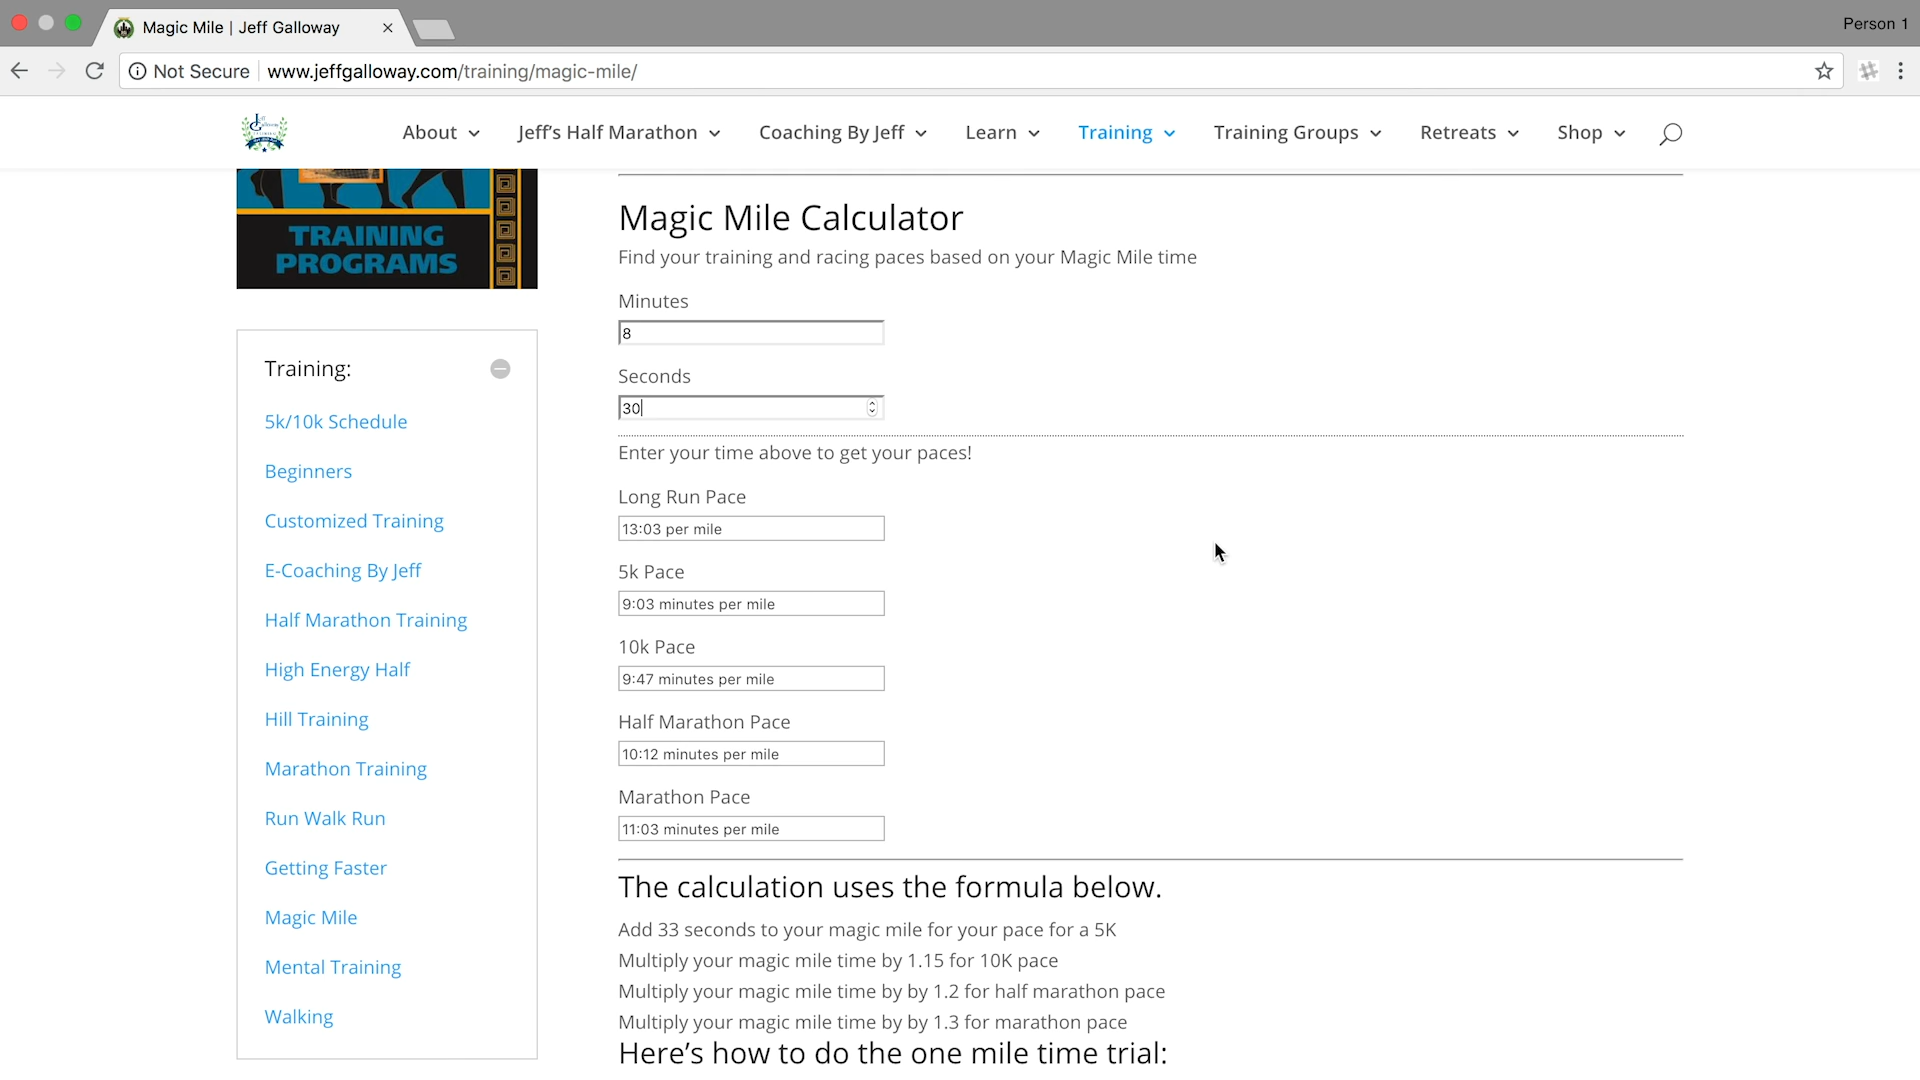 Magic Mile | Jeff Galloway
Person 1
Not Secure
www.jeffgalloway.com/training/magic-mile/
About
Jeff's Half Marathon
Coaching By Jeff
Learn
Training
Training Groups
Retreats
Shop
TRAINING
PROGRAMS
Training:
5k/10k Schedule
Beginners
Customized Training
E-Coaching By Jeff
Half Marathon Training
High Energy Half
Hill Training
Marathon Training
Run Walk Run
Getting Faster
Magic Mile
Mental Training
Walking
Magic Mile Calculator
Find your training and racing paces based on your Magic Mile time
Minutes
8
Seconds
30
Enter your time above to get your paces!
Long Run Pace
13:03 per mile
5k Pace
9:03 minutes per mile
10k Pace
9:47 minutes per mile
Half Marathon Pace
10:12 minutes per mile
Marathon Pace
11:03 minutes per mile
The calculation uses the formula below.
Add 33 seconds to your magic mile for your pace for a 5K
Multiply your magic mile time by 1.15 for 10K pace
Multiply your magic mile time by by 1.2 for half marathon pace
Multiply your magic mile time by by 1.3 for marathon pace
Here's how to do the one mile time trial: